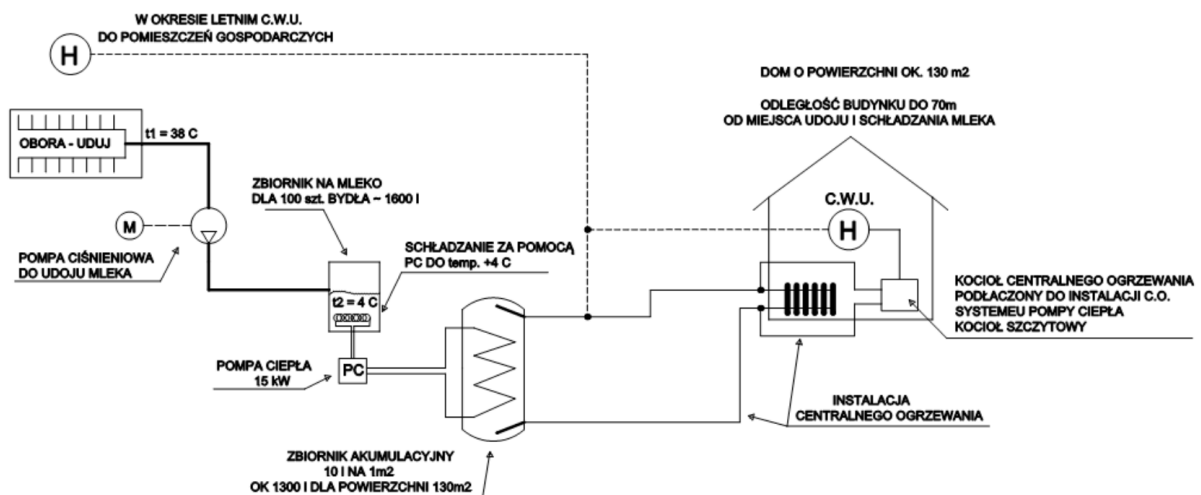 W OKRESIE LETNIM C.W.U.
DO POMIESZCZEŃ GOSPODARCZYCH
H
OBORA - UDUJ
t1 = 38 C
M
POMPA CIŚNIENIOWA
DO UDOJU MLEKA
ZBIORNIK NA MLEKO
DLA 100 szt. BYDŁA ~ 1600 l
SCHŁADZANIE ZA POMOCĄ
PC DO temp. +4 C
t2 = 4 C
POMPA CIEPŁA
15 kW
PC
ZBIORNIK AKUMULACYJNY
10 l NA 1m2
OK 1300 l DLA POWIERZCHNI 130m2
DOM O POWIERZCHNI OK. 130 m2
ODLEGŁOŚĆ BUDYNKU DO 70m
OD MIEJSCA UDOJU I SCHŁADZANIA MLEKA
C.W.U.
H
KOCIOŁ CENTRALNEGO OGRZEWANIA
PODŁACZONY DO INSTALACJI C.O.
SYSTEMEU POMPY CIEPŁA
KOCIOŁ SZCZYTOWY
INSTALACJA
CENTRALNEGO OGRZEWANIA